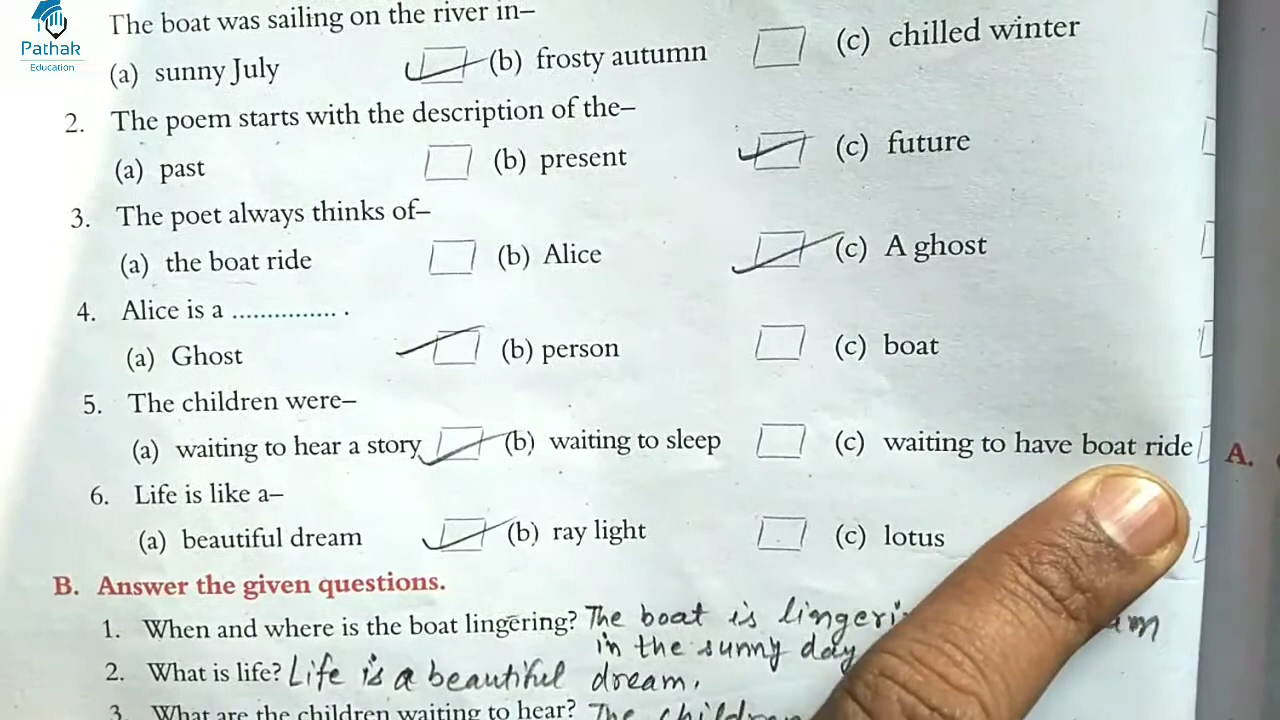 Pathak
Education
The boat was sailing on the river in–
(a) sunny July (b) frosty autumn (c) chilled winter
2. The poem starts with the description of the–
(a) past (b) present (c) future
3. The poet always thinks of–
(a) the boat ride (b) Alice (c) A ghost
4. Alice is a ............... .
(a) Ghost (b) person (c) boat
5. The children were–
(a) waiting to hear a story (b) waiting to sleep (c) waiting to have boat ride
A.
6. Life is like a–
(a) beautiful dream (b) ray light (c) lotus
B. Answer the given questions.
1. When and where is the boat lingering? The boat is
in the sunny day
2. What is life? Life is a beautiful dream.
3. What are the children waiting to hear? The